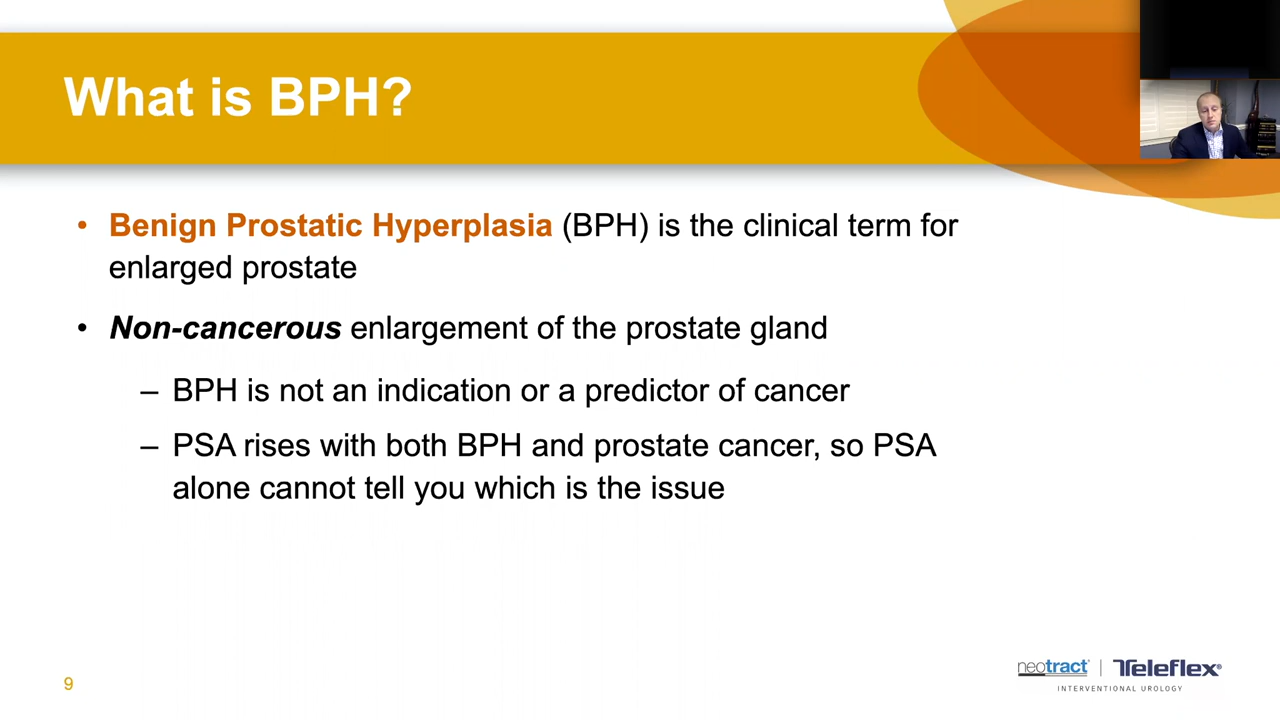 What is BPH?
• Benign Prostatic Hyperplasia (BPH) is the clinical term for
enlarged prostate
• Non-cancerous enlargement of the prostate gland
– BPH is not an indication or a predictor of cancer
– PSA rises with both BPH and prostate cancer, so PSA
alone cannot tell you which is the issue
9
neotract | Teleflex®
INTERVENTIONAL UROLOGY